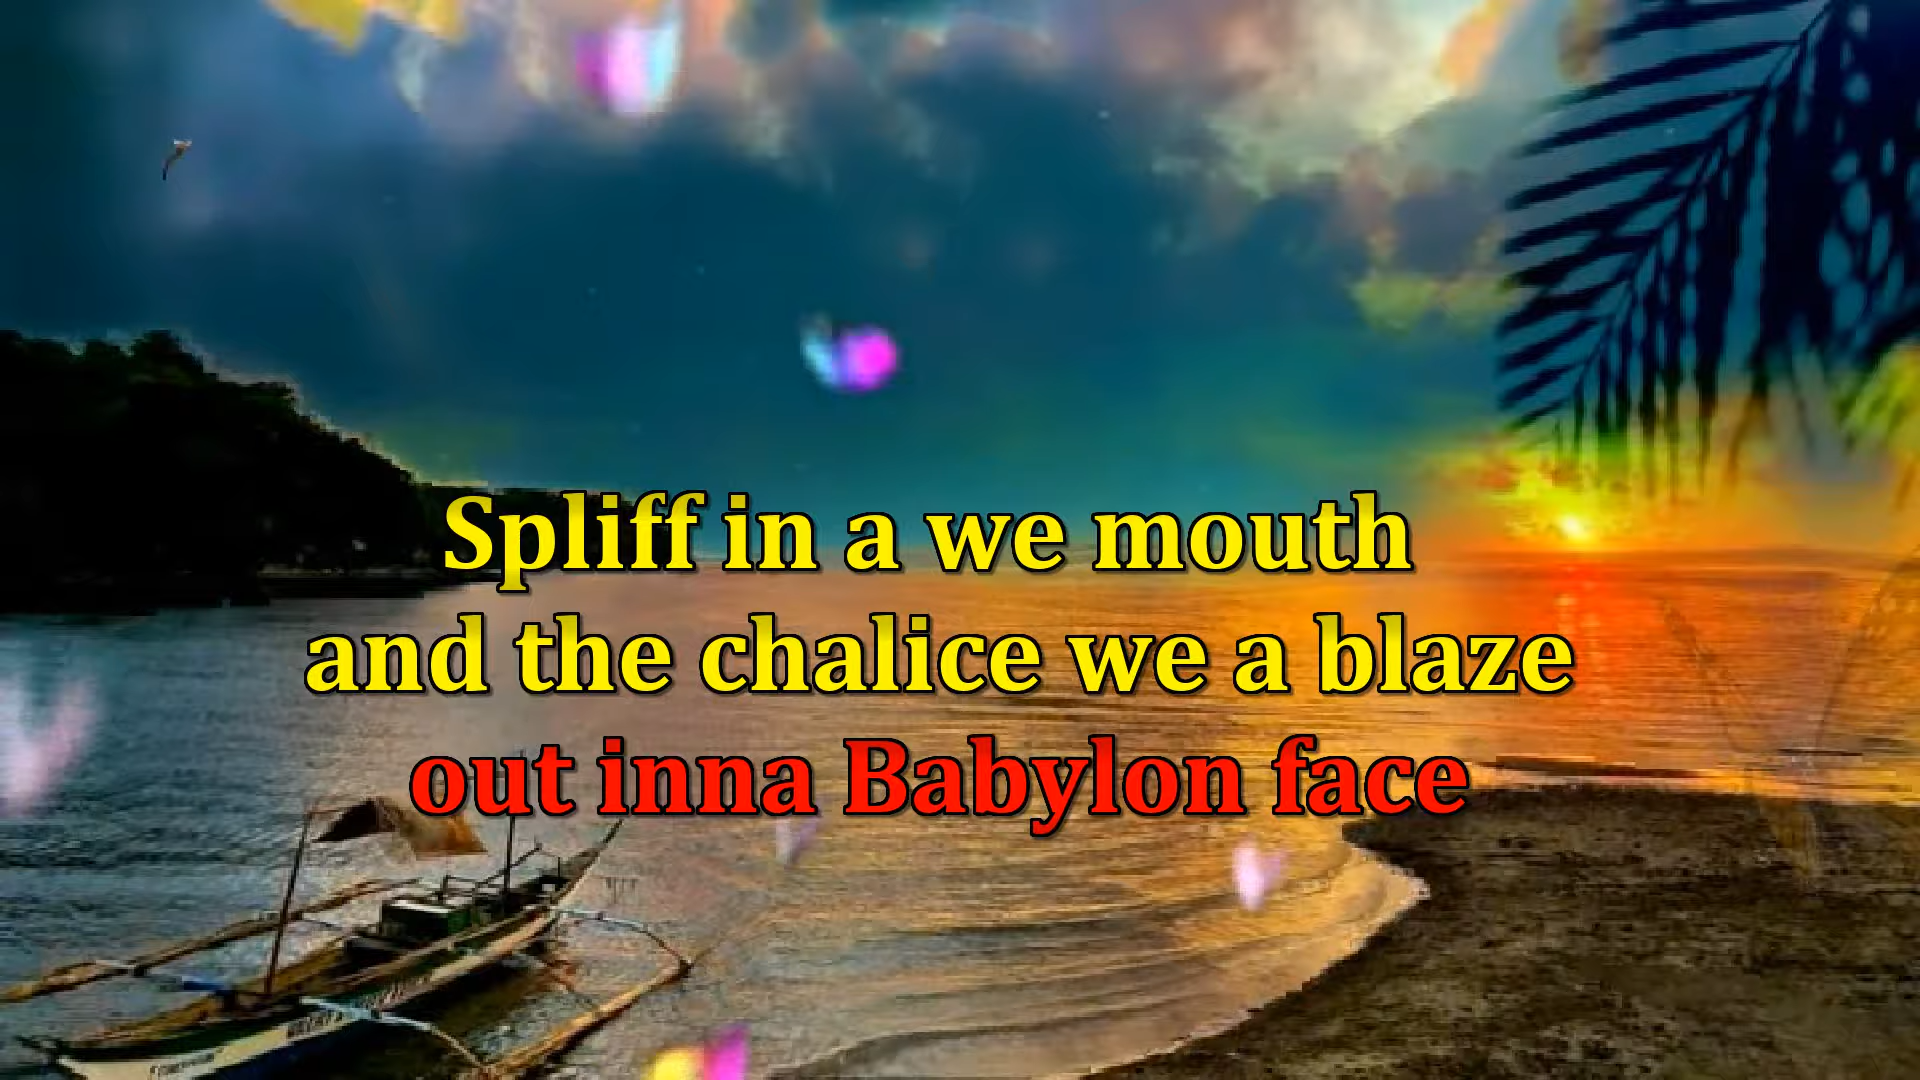 Spliff in a we mouth
and the chalice we a blaze
out inna Babylon face